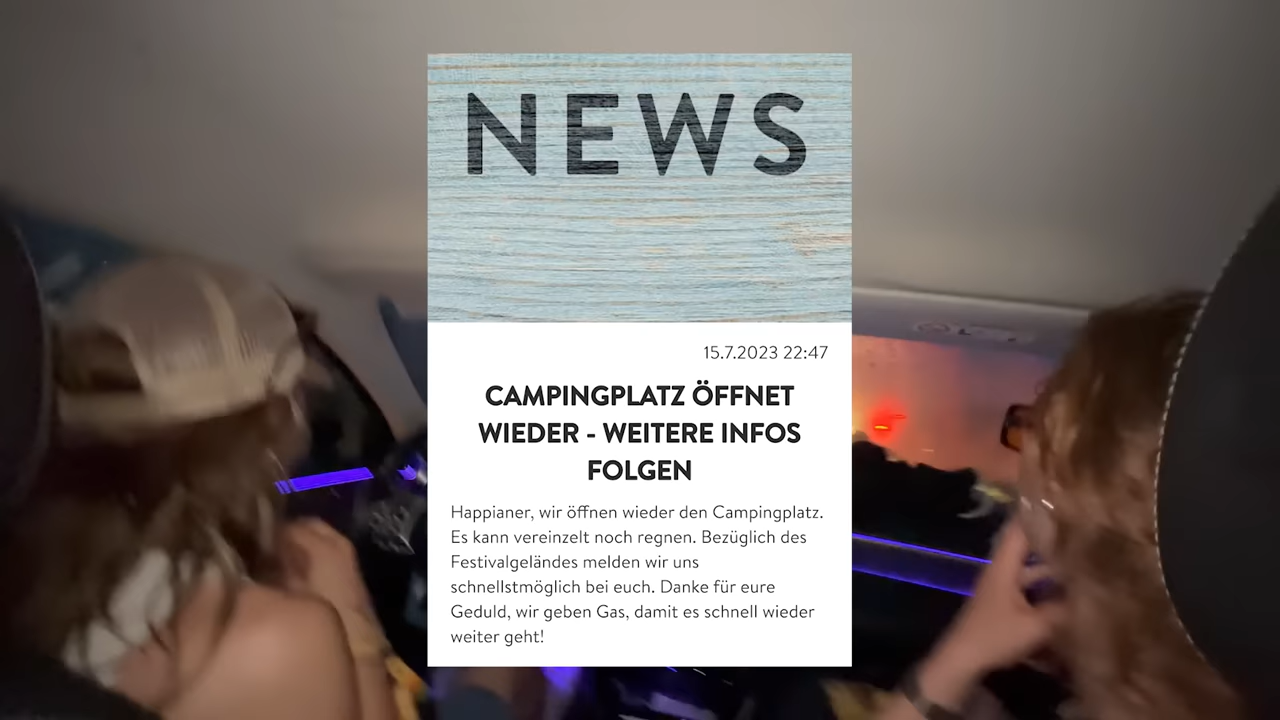 NEWS
15.7.2023 22:47
CAMPINGPLATZ ÖFFNET
WIEDER - WEITERE INFOS
FOLGEN
Happianer, wir öffnen wieder den Campingplatz.
Es kann vereinzelt noch regnen. Bezüglich des
Festivalgeländes melden wir uns
schnellstmöglich bei euch. Danke für eure
Geduld, wir geben Gas, damit es schnell wieder
weiter geht!